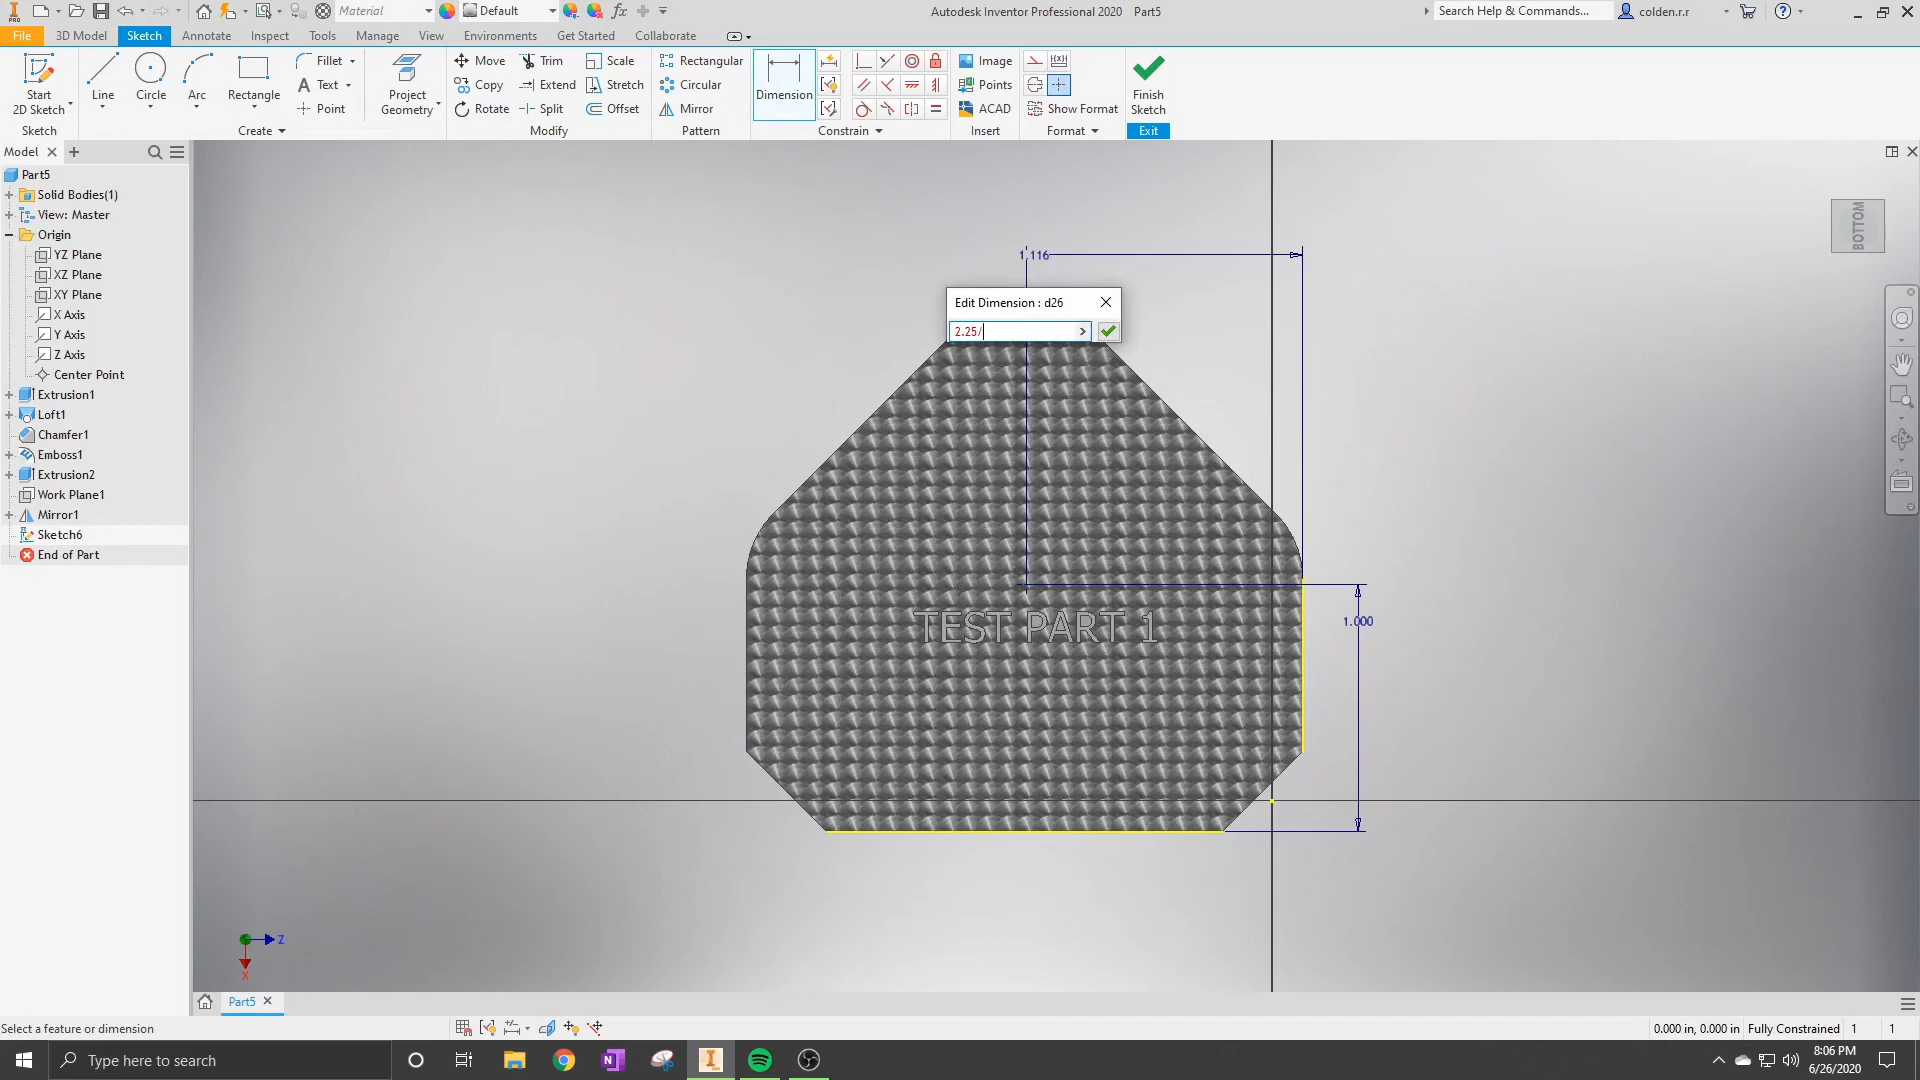 PRO
Material
Default
fx
Autodesk Inventor Professional 2020 Part5
Search Help & Commands...
colden.r.r
File 3D Model Sketch Annotate Inspect Tools Manage View Environments Get Started Collaborate
Start
2D Sketch
Line
Circle
Arc
Rectangle
Fillet
Text
Point
Project
Geometry
Move
Copy
Rotate
Trim
Extend
Split
Scale
Stretch
Offset
Rectangular
Circular
Mirror
Dimension
Image
Points
ACAD
Show Format
Finish
Sketch
Sketch Create Modify Pattern Constrain Insert Format Exit
Model
Part5
Solid Bodies(1)
View: Master
Origin
YZ Plane
XZ Plane
XY Plane
X Axis
Y Axis
Z Axis
Center Point
Extrusion1
Loft1
Chamfer1
Emboss1
Extrusion2
Work Plane1
Mirror1
Sketch6
End of Part
BOTTOM
1.116
Edit Dimension : d26
2.25/
TEST PART 1
1.000
Z
X
Part5
Select a feature or dimension
0.000 in, 0.000 in Fully Constrained 1 1
Type here to search
8:06 PM
6/26/2020